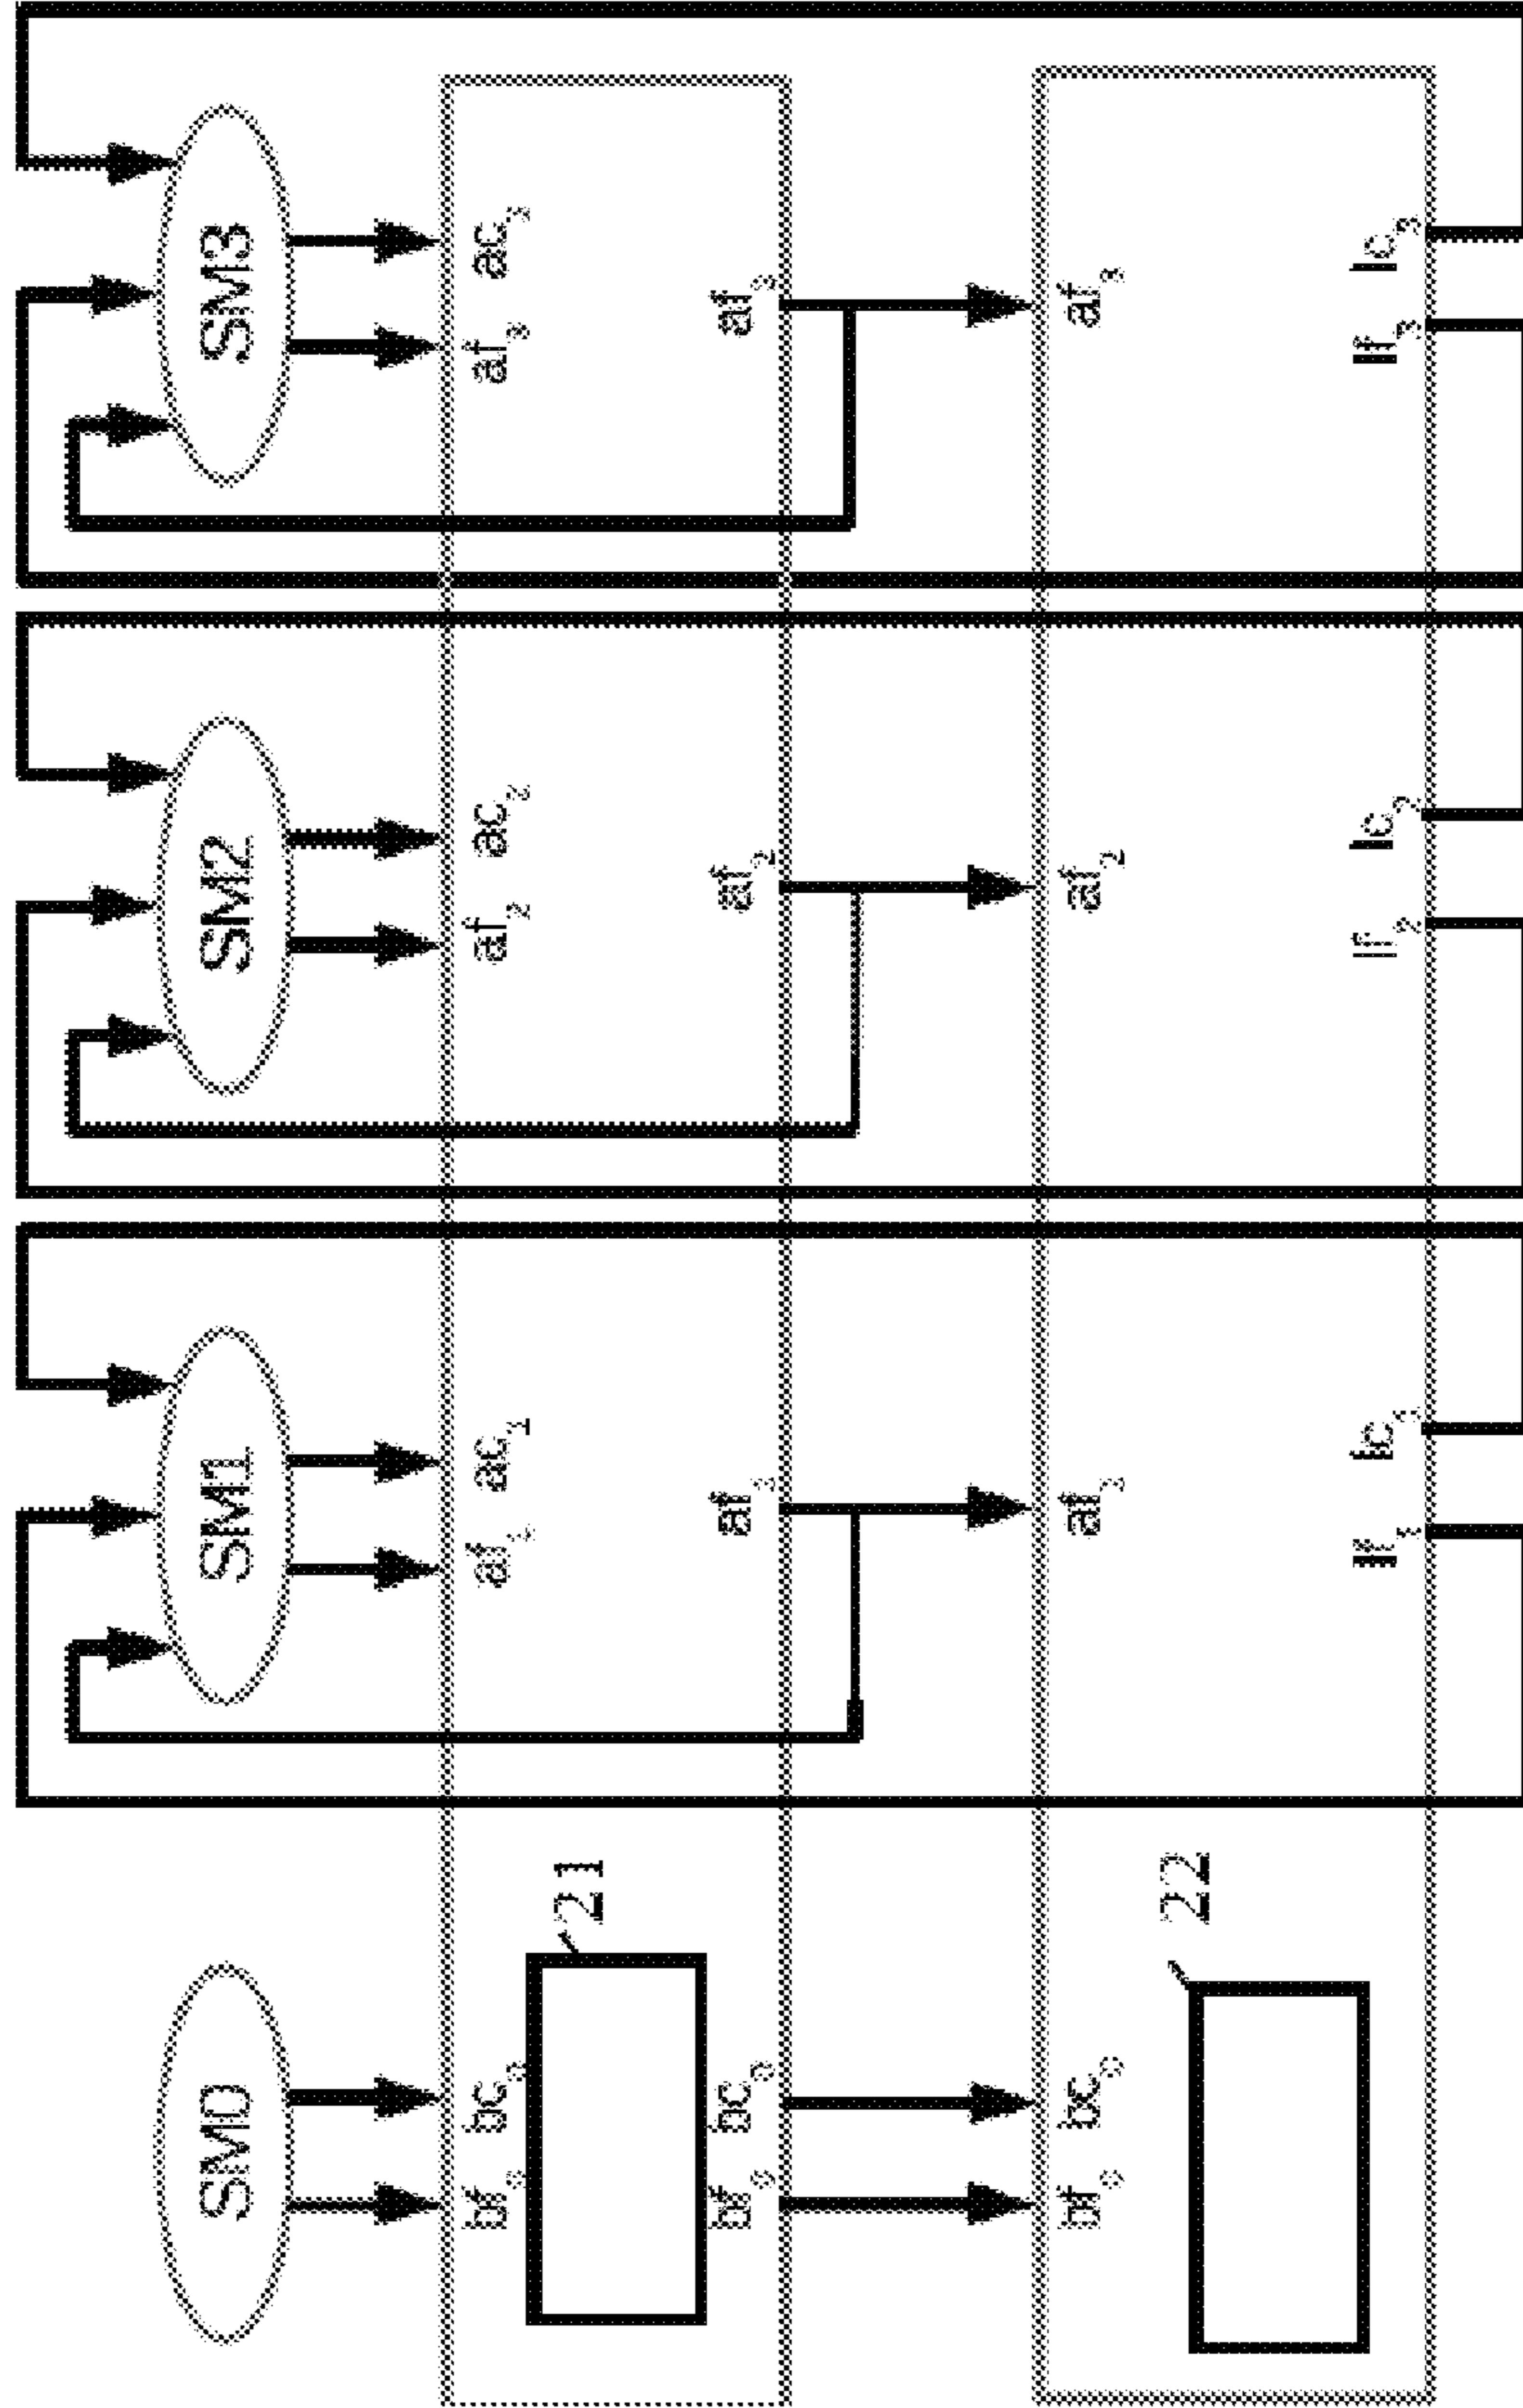 SM0 SM1 SM2 SM3
bf0 bc0 af1 ac1 af2 ac2 af3 ac3
21
bf0 bc0 af1 af2 af3
bf0 bc0 af1 af2 af3
22
lf1 lc1 lf2 lc2 lf3 lc3